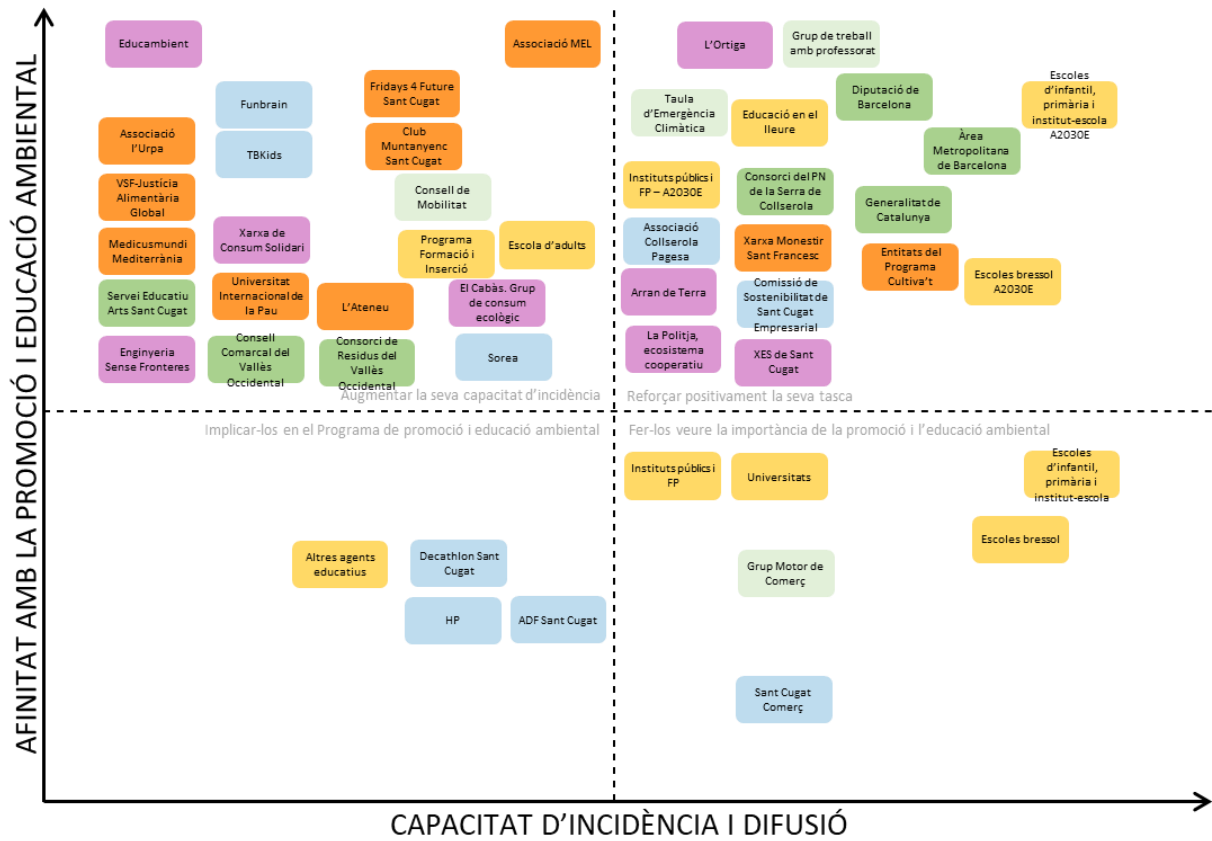 AFINITAT AMB LA PROMOCIÓ I EDUCACIÓ AMBIENTAL
Educambient
Associació MEL
Funbrain
Fridays 4 Future
Sant Cugat
Associació
l'Urpa
TBKids
Club
Muntanyenc
Sant Cugat
VSF-Justícia
Alimentària
Global
Consell de
Mobilitat
Medicusmundi
Mediterrània
Xarxa de
Consum Solidari
Programa
Formació i
Inserció
Escola d'adults
Servei Educatiu
Arts Sant Cugat
Universitat
Internacional de
la Pau
L'Ateneu
El Cabàs. Grup
de consum
ecològic
Enginyeria
Sense Fronteres
Consell
Comarcal del
Vallès
Occidental
Consorci de
Residus del
Vallès
Occidental
Sorea
Augmentar la seva capacitat d'incidència
L'Ortiga
Grup de treball
amb professorat
Taula
d'Emergència
Climàtica
Educació en el
lleure
Diputació de
Barcelona
Escoles
d'infantil,
primària i
institut-escola
A2030E
Àrea
Metropolitana
de Barcelona
Instituts públics i
FP – A2030E
Consorci del PN
de la Serra de
Collserola
Generalitat de
Catalunya
Associació
Collserola
Pagesa
Xarxa Monestir
Sant Francesc
Entitats del
Programa
Cultiva't
Escoles bressol
A2030E
Arran de Terra
Comissió de
Sostenibilitat de
Sant Cugat
Empresarial
La Politja,
ecosistema
cooperatiu
XES de Sant
Cugat
Reforçar positivament la seva tasca
Implicar-los en el Programa de promoció i educació ambiental
Altres agents
educatius
Decathlon Sant
Cugat
HP
ADF Sant Cugat
Fer-los veure la importància de la promoció i l'educació ambiental
Instituts públics i
FP
Universitats
Escoles
d'infantil,
primària i
institut-escola
Escoles bressol
Grup Motor de
Comerç
Sant Cugat
Comerç
CAPACITAT D'INCIDÈNCIA I DIFUSIÓ